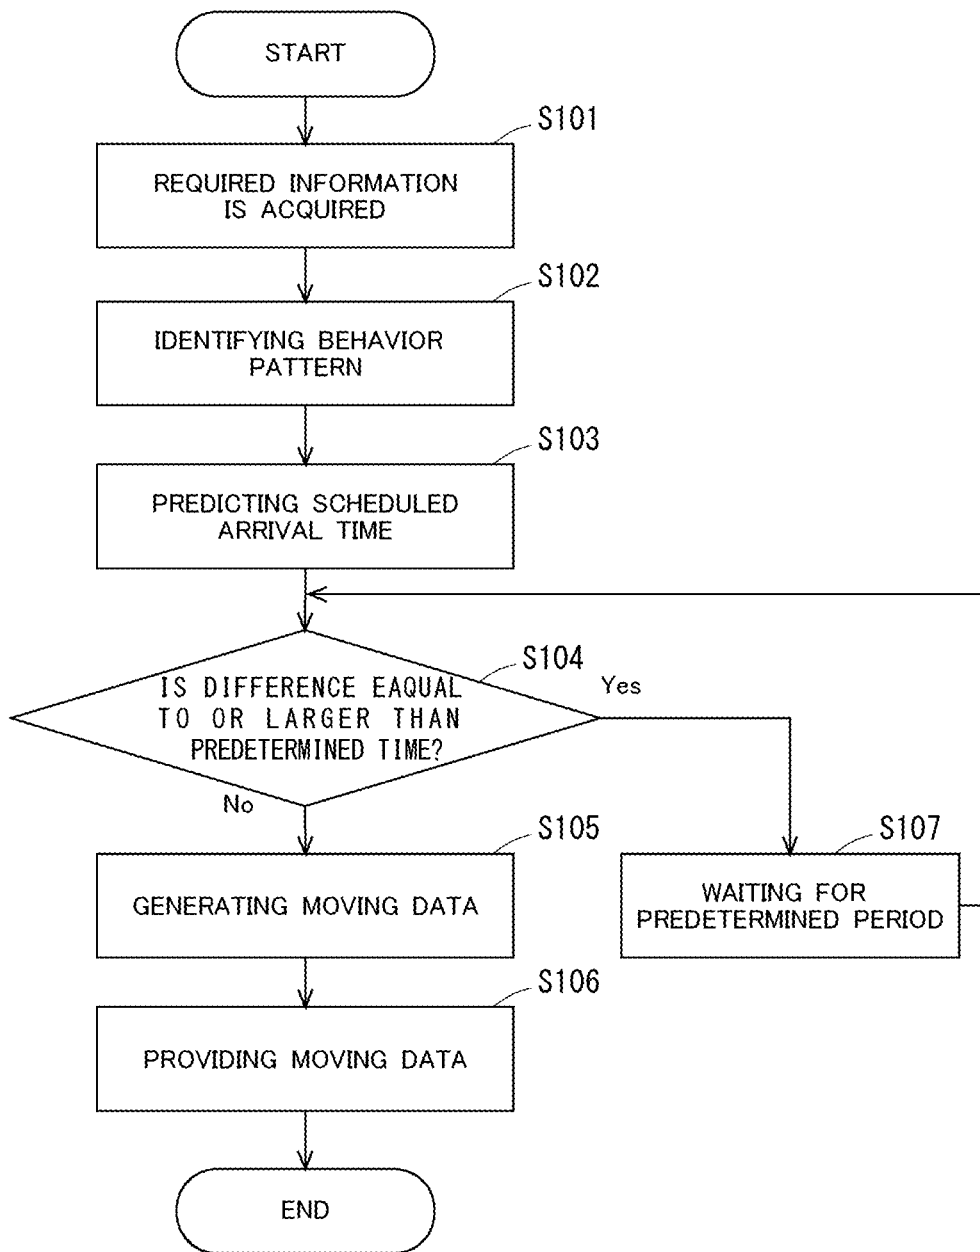 START
S101
REQUIRED INFORMATION
IS ACQUIRED
S102
IDENTIFYING BEHAVIOR
PATTERN
S103
PREDICTING SCHEDULED
ARRIVAL TIME
S104
IS DIFFERENCE EAQUAL
TO OR LARGER THAN
PREDETERMINED TIME?
Yes
No
S105
GENERATING MOVING DATA
S107
WAITING FOR
PREDETERMINED PERIOD
S106
PROVIDING MOVING DATA
END